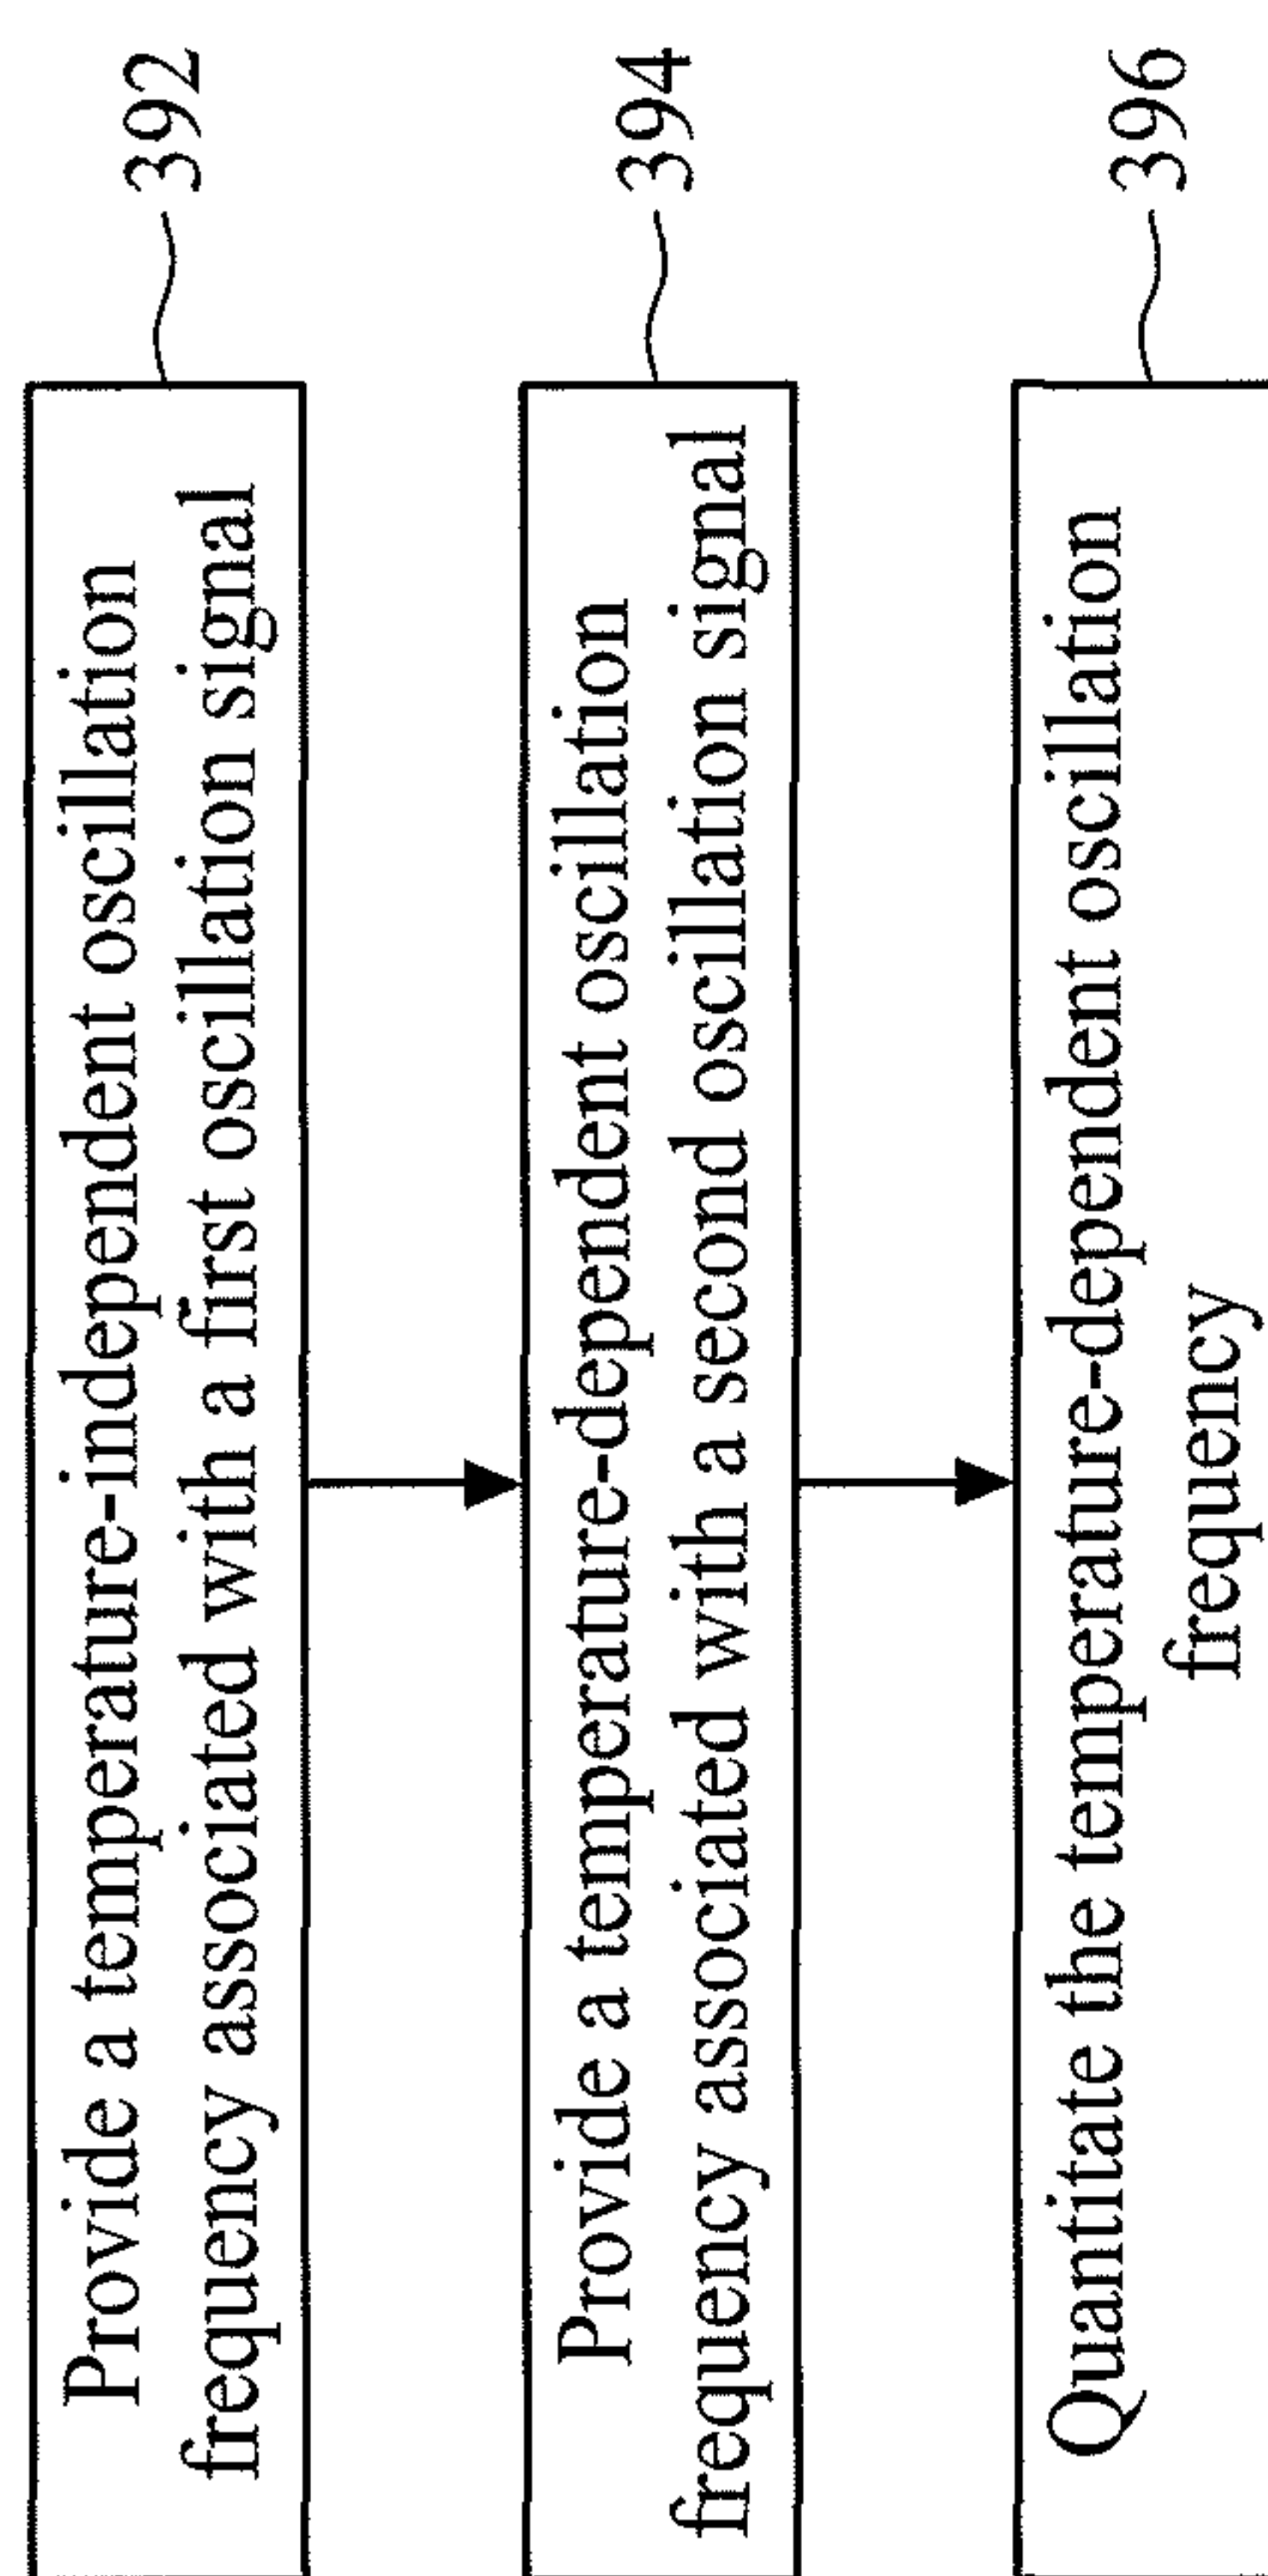 Provide a temperature-independent oscillation
frequency associated with a first oscillation signal
392
Provide a temperature-dependent oscillation
frequency associated with a second oscillation signal
394
Quantitate the temperature-dependent oscillation
frequency
396